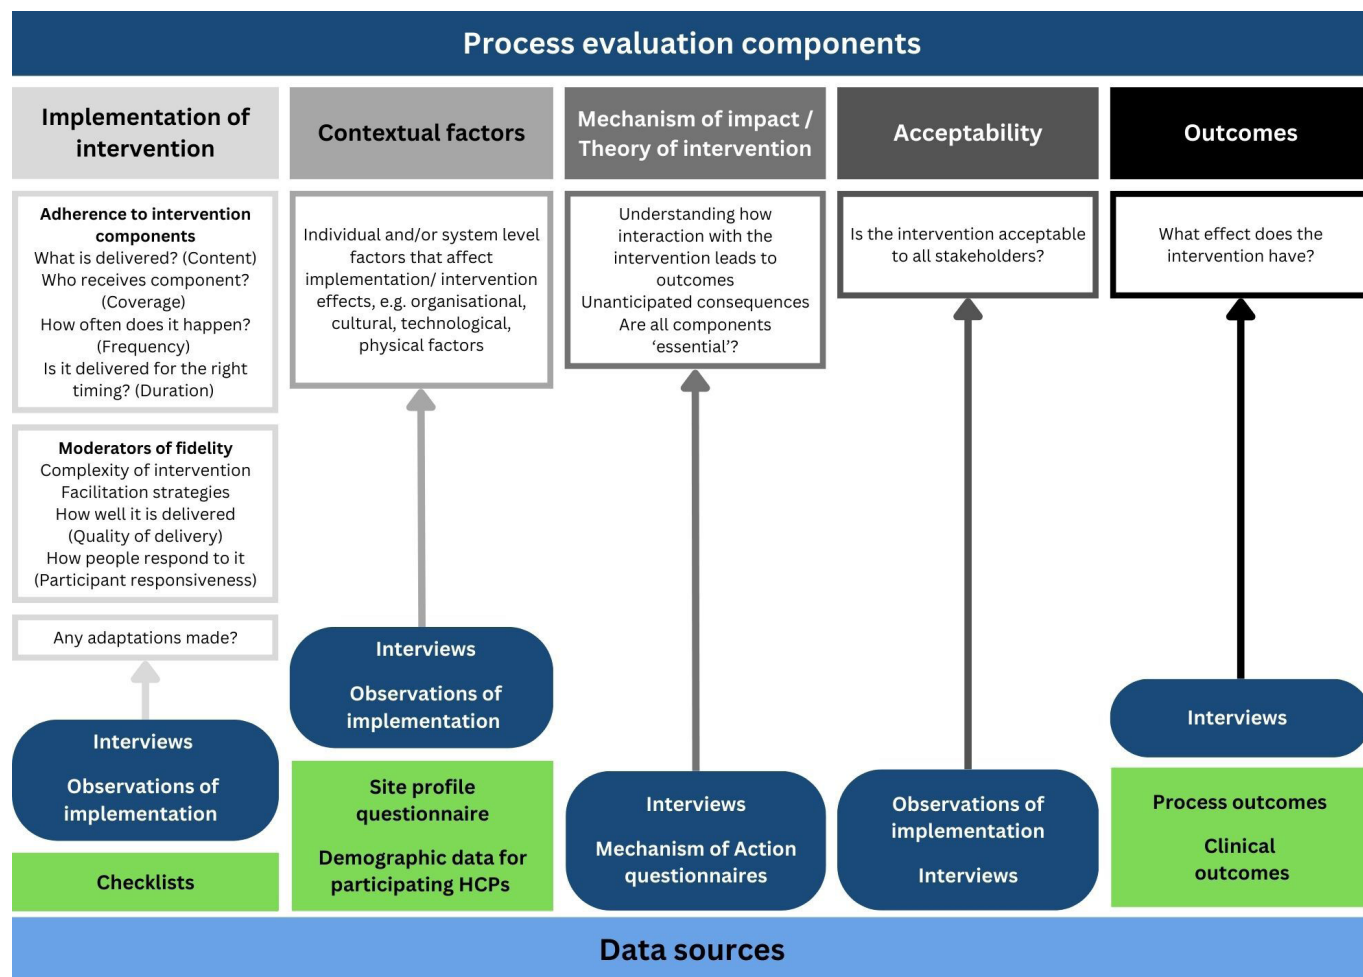 Process evaluation components
Implementation of
intervention
Adherence to intervention
components
What is delivered? (Content)
Who receives component?
(Coverage)
How often does it happen?
(Frequency)
Is it delivered for the right
timing? (Duration)
Moderators of fidelity
Complexity of intervention
Facilitation strategies
How well it is delivered
(Quality of delivery)
How people respond to it
(Participant responsiveness)
Any adaptations made?
Interviews
Observations of
implementation
Checklists
Contextual factors
Individual and/or system level
factors that affect
implementation/ intervention
effects, e.g. organisational,
cultural, technological,
physical factors
Interviews
Observations of
implementation
Site profile
questionnaire
Demographic data for
participating HCPs
Mechanism of impact /
Theory of intervention
Understanding how
interaction with the
intervention leads to
outcomes
Unanticipated consequences
Are all components
‘essential’?
Interviews
Mechanism of Action
questionnaires
Acceptability
Is the intervention acceptable
to all stakeholders?
Observations of
implementation
Interviews
Outcomes
What effect does the
intervention have?
Interviews
Process outcomes
Clinical
outcomes
Data sources